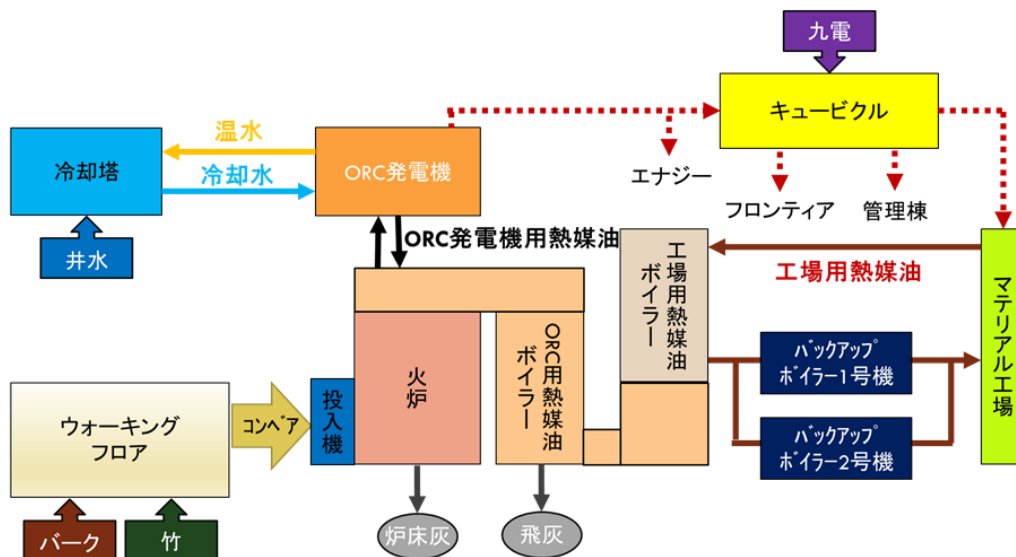 九電
キュービクル
温水
冷却塔
冷却水
ORC発電機
エナジー
フロンティア
管理棟
井水
ORC発電機用熱媒油
工場用熱媒油
ボイラー
工場用熱媒油
マテリアル工場
火炉
ORC用熱媒油
ボイラー
バックアップ
ボイラー1号機
投入機
コンベア
ウォーキング
フロア
バックアップ
ボイラー2号機
炉床灰
飛灰
バーク
竹